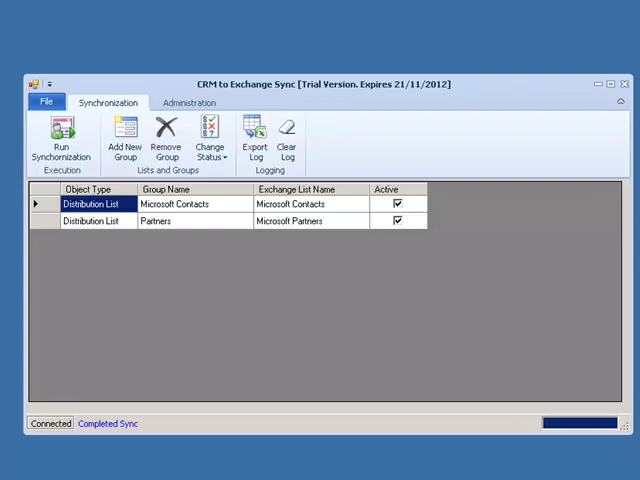 CRM to Exchange Sync [Trial Version. Expires 21/11/2012]
File Synchronization Administration
Run Synchornization
Add New Group
Remove Group
Change Status
Export Log
Clear Log
Execution Lists and Groups Logging
Object Type Group Name Exchange List Name Active
Distribution List Microsoft Contacts Microsoft Contacts
Distribution List Partners Microsoft Partners
Connected Completed Sync